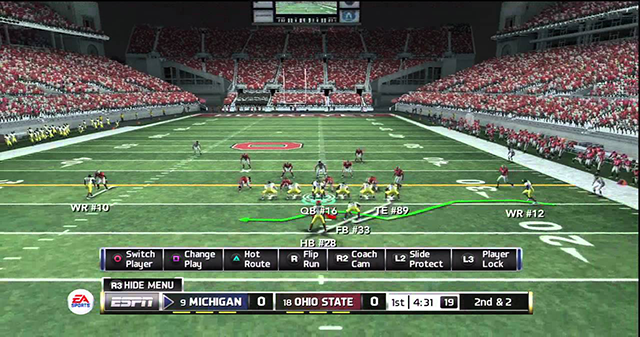 WR #10
QB #16
TE #89
WR #12
FB #33
HB #28
20
Switch Player
Change Play
Hot Route
R Flip Run
R2 Coach Cam
L2 Slide Protect
L3 Player Lock
R3 HIDE MENU
EA SPORTS
ESPN
9 MICHIGAN 0 18 OHIO STATE 0 1st 4:31 19 2nd & 2